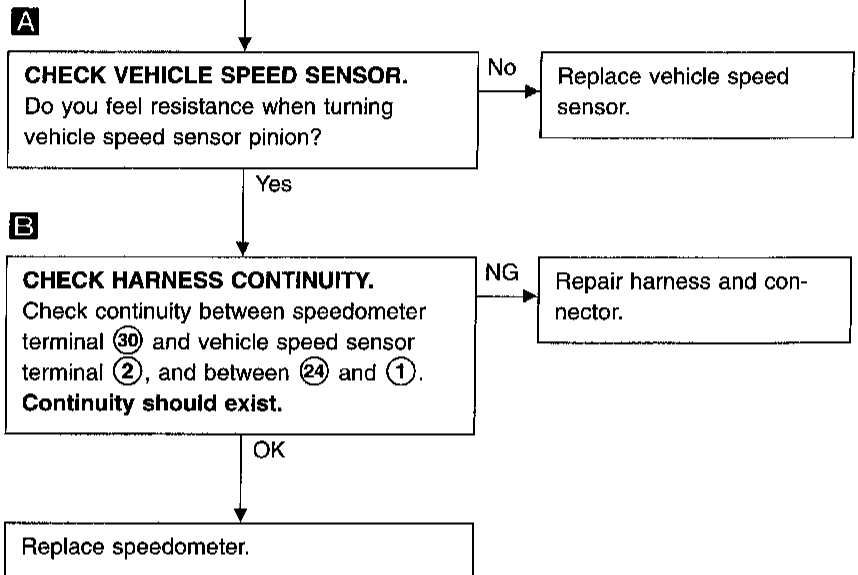 A
CHECK VEHICLE SPEED SENSOR.
Do you feel resistance when turning
vehicle speed sensor pinion?
No
Replace vehicle speed
sensor.
Yes
B
CHECK HARNESS CONTINUITY.
Check continuity between speedometer
terminal 30 and vehicle speed sensor
terminal 2, and between 24 and 1.
Continuity should exist.
NG
Repair harness and con-
nector.
OK
Replace speedometer.